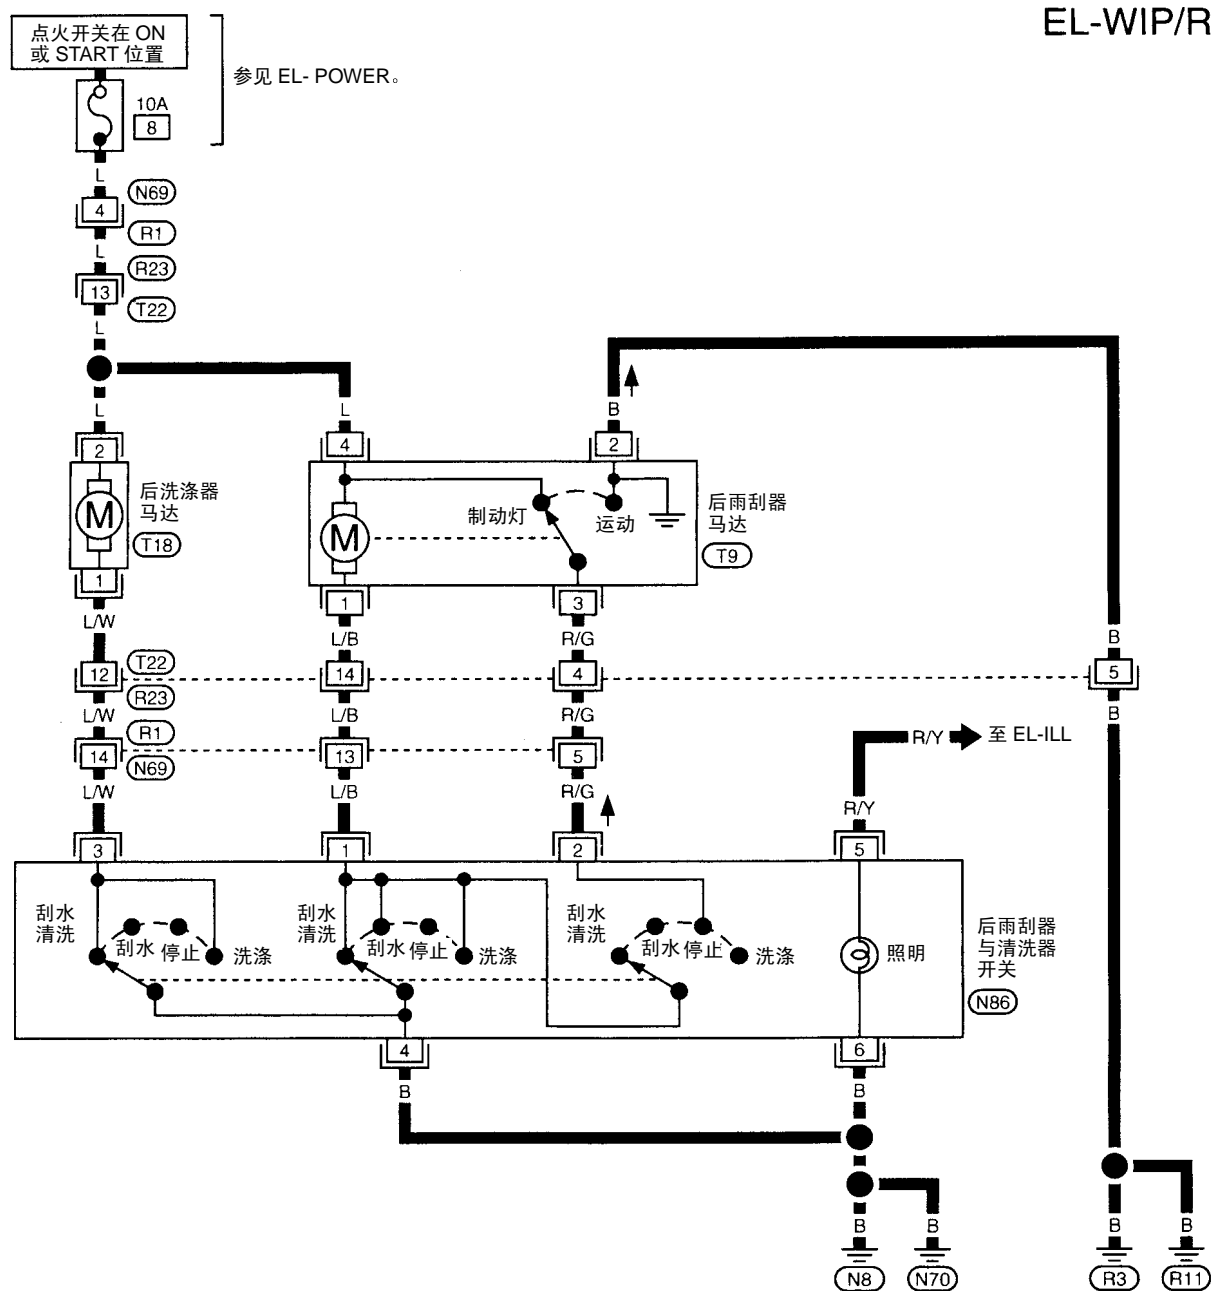 EL-WIP/R
点火开关在 ON
或 START 位置
参见 EL- POWER。
10A
8
L
N69
4
R1
L
R23
13
T22
L
L
L
B
2
4
2
后洗涤器
马达
T18
M
M
制动灯
运动
后雨刮器
马达
T9
1
1
3
L/W
L/B
R/G
B
12
T22
R23
14
4
5
L/W
L/B
R/G
B
R1
14
N69
13
5
R/Y
至 EL-ILL
L/W
L/B
R/G
R/Y
3
1
2
5
刮水
清洗
刮水
停止
洗涤
刮水
清洗
刮水
停止
洗涤
刮水
清洗
刮水
停止
洗涤
照明
后雨刮器
与清洗器
开关
N86
4
6
B
B
B
B
B
B
N8
N70
R3
R11